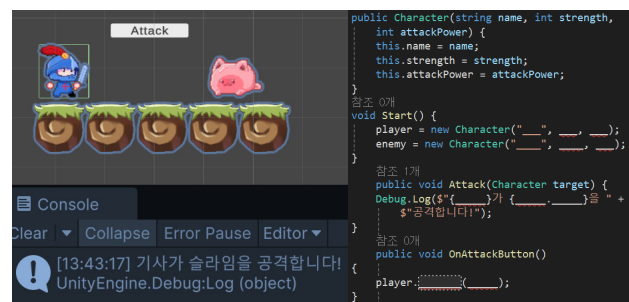 Attack
Console
Clear Collapse Error Pause Editor
[13:43:17] 기사가 슬라임을 공격합니다!
UnityEngine.Debug:Log (object)
public Character(string name, int strength,
int attackPower) {
this.name = name;
this.strength = strength;
this.attackPower = attackPower;
}
참조 0개
void Start() {
player = new Character("___", ___, ___);
enemy = new Character("____", ____, ___);
}
참조 1개
public void Attack(Character target) {
Debug.Log($"{_____}가 {_____._____}을 " +
$"공격합니다!");
}
참조 0개
public void OnAttackButton()
{
player.______(_____);
}